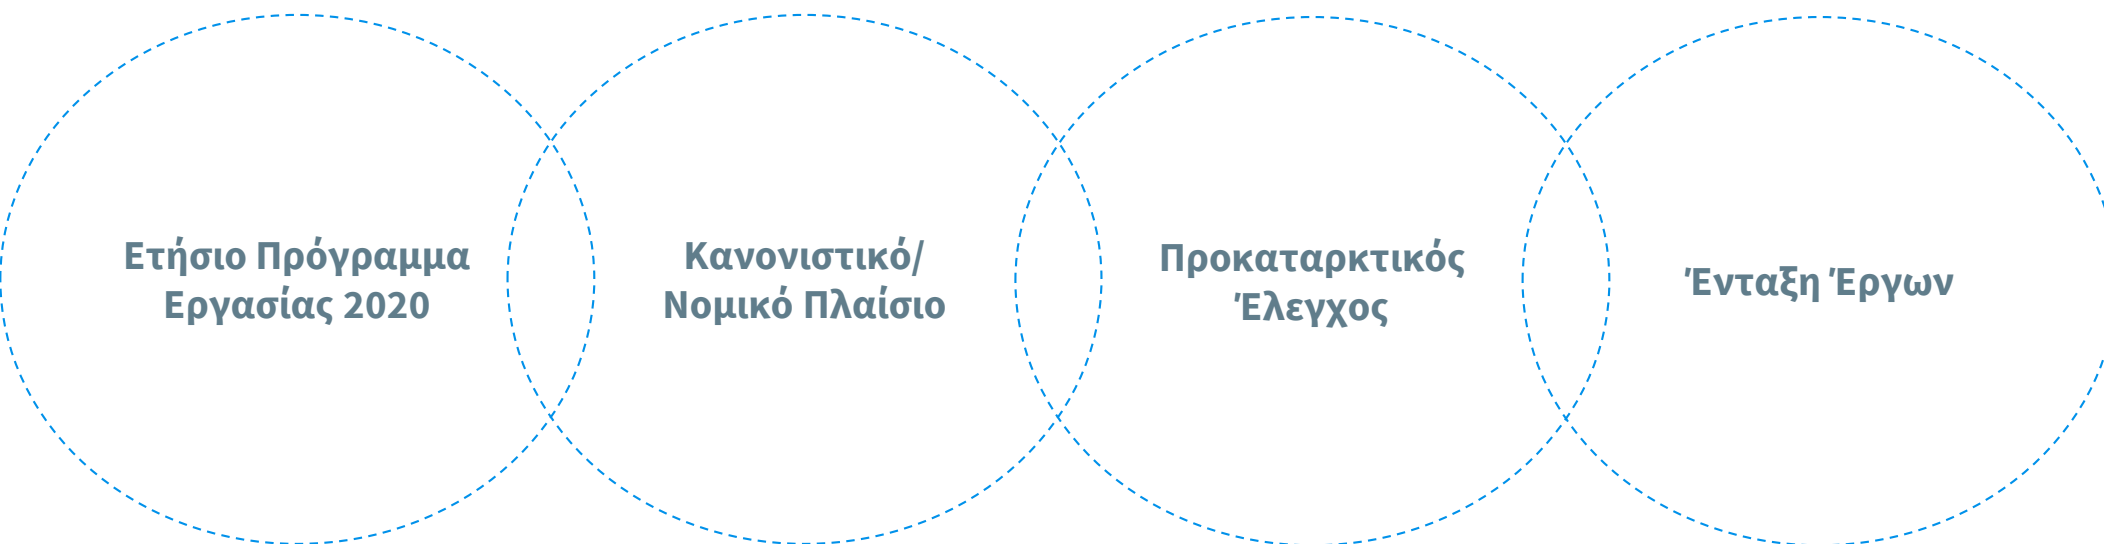 Ετήσιο Πρόγραμμα
Εργασίας 2020
Κανονιστικό/
Νομικό Πλαίσιο
Προκαταρκτικός
Έλεγχος
Ένταξη Έργων